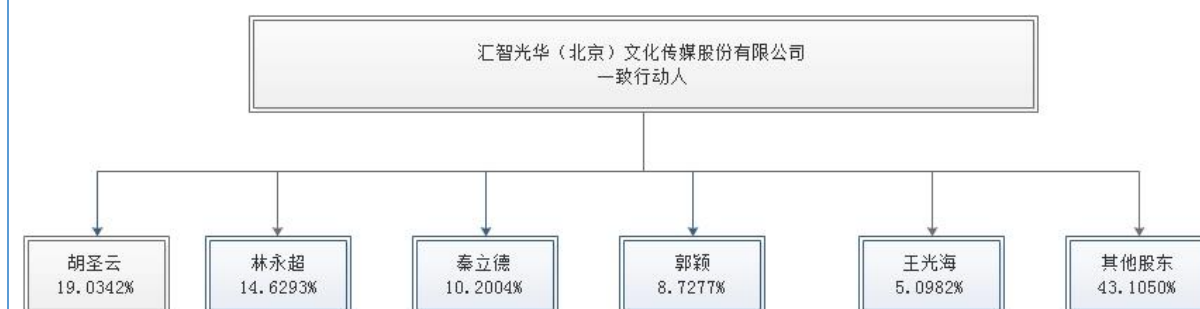 汇智光华（北京）文化传媒股份有限公司
一致行动人
胡圣云
19.0342%
林永超
14.6293%
秦立德
10.2004%
郭颖
8.7277%
王光海
5.0982%
其他股东
43.1050%